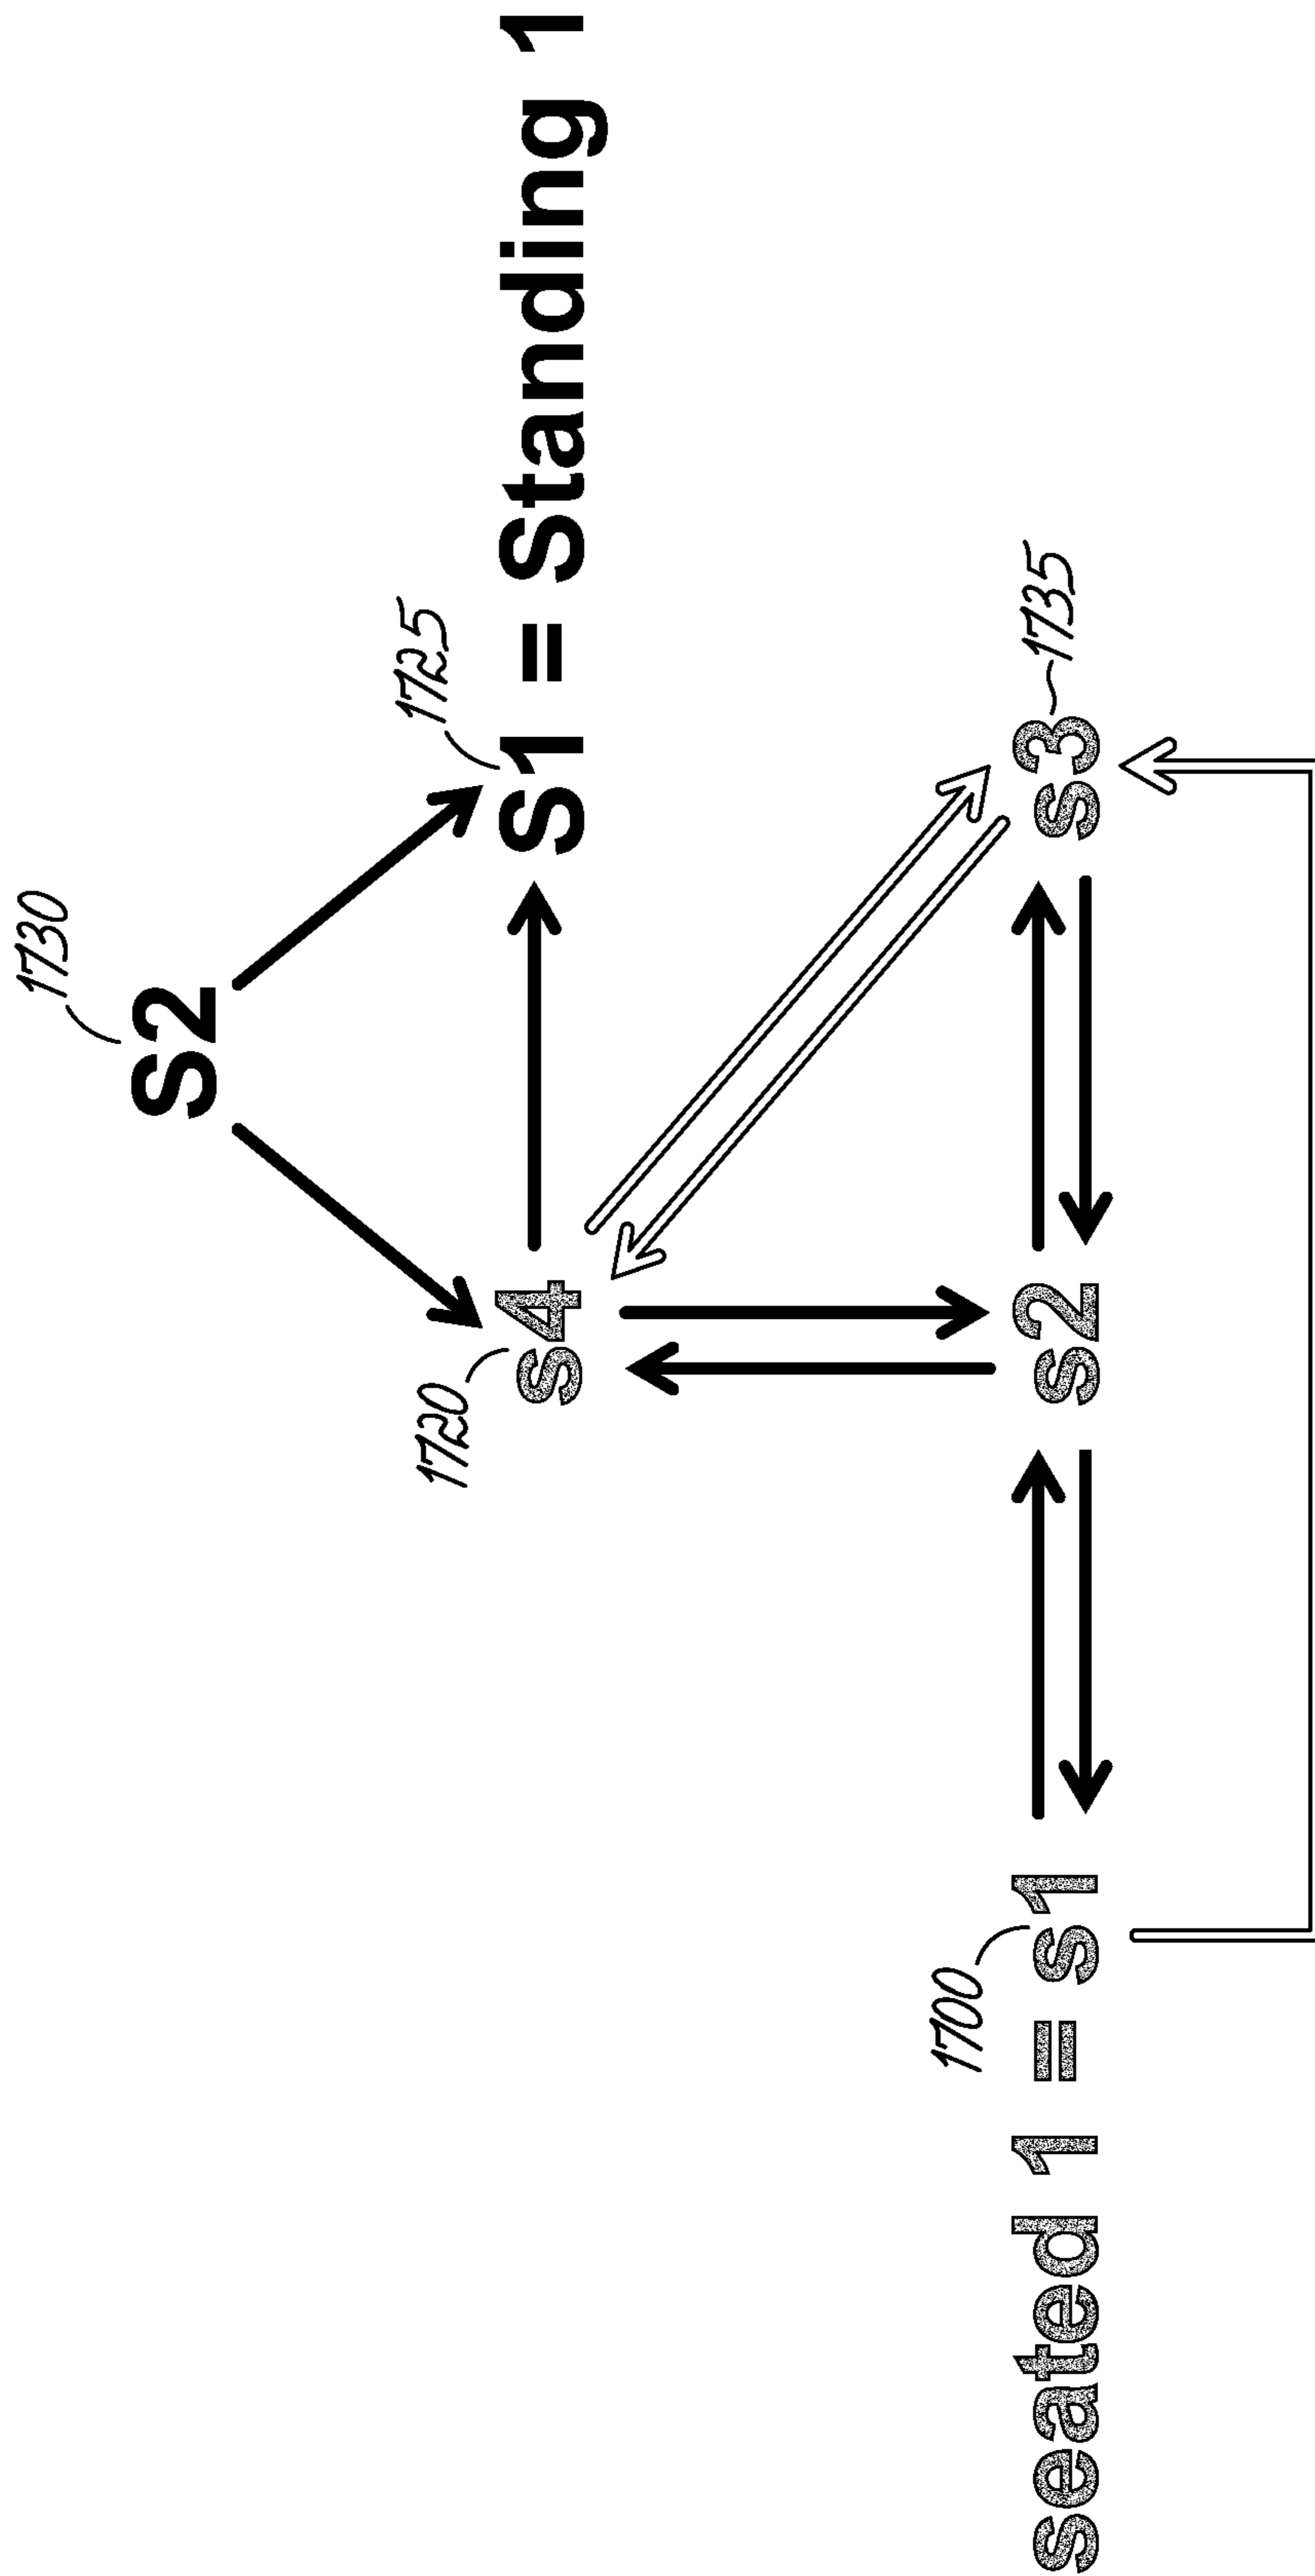 1730
S2
1725
S1 = Standing 1
1720
s4
1735
s3
s2
1700
seated 1 = s1